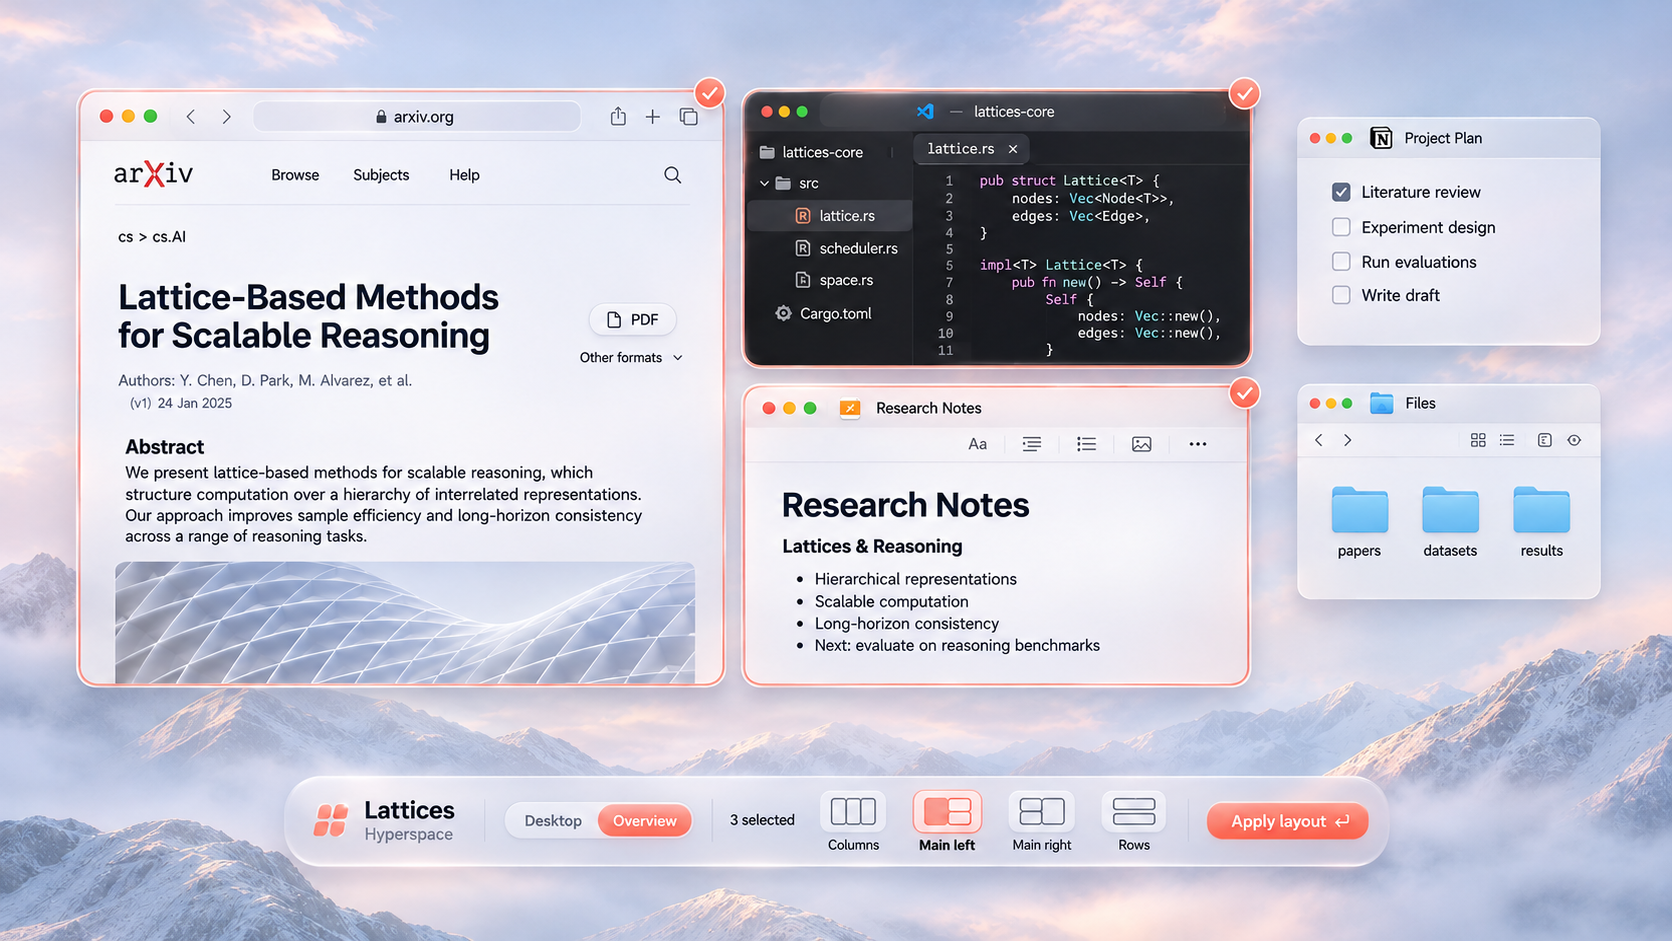 arxiv.org
arXiv
Browse Subjects Help
cs > cs.AI
Lattice-Based Methods
for Scalable Reasoning
PDF
Other formats
Authors: Y. Chen, D. Park, M. Alvarez, et al.
(v1) 24 Jan 2025
Abstract
We present lattice-based methods for scalable reasoning, which
structure computation over a hierarchy of interrelated representations.
Our approach improves sample efficiency and long-horizon consistency
across a range of reasoning tasks.
— lattices-core
lattices-core
src
lattice.rs
scheduler.rs
space.rs
Cargo.toml
lattice.rs ×
1 pub struct Lattice<T> {
2 nodes: Vec<Node<T>>,
3 edges: Vec<Edge>,
4 }
5
5 impl<T> Lattice<T> {
7 pub fn new() -> Self {
8 Self {
9 nodes: Vec::new(),
10 edges: Vec::new(),
11 }
Research Notes
Aa
Research Notes
Lattices & Reasoning
• Hierarchical representations
• Scalable computation
• Long-horizon consistency
• Next: evaluate on reasoning benchmarks
N Project Plan
Literature review
Experiment design
Run evaluations
Write draft
Files
papers datasets results
Lattices
Hyperspace
Desktop Overview
3 selected
Columns Main left Main right Rows
Apply layout ↵